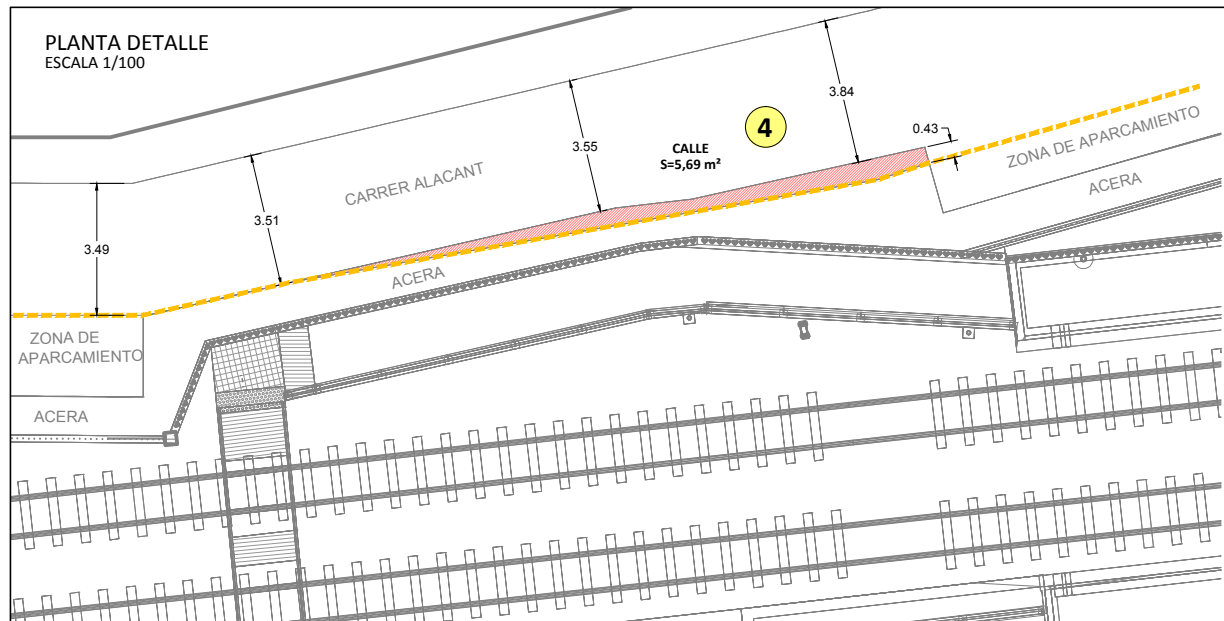 PLANTA DETALLE
ESCALA 1/100
3.84
4
0.43
ZONA DE APARCAMIENTO
3.55
CALLE
S=5,69 m²
CARRER ALACANT
ACERA
3.51
3.49
ACERA
ZONA DE
APARCAMIENTO
ACERA